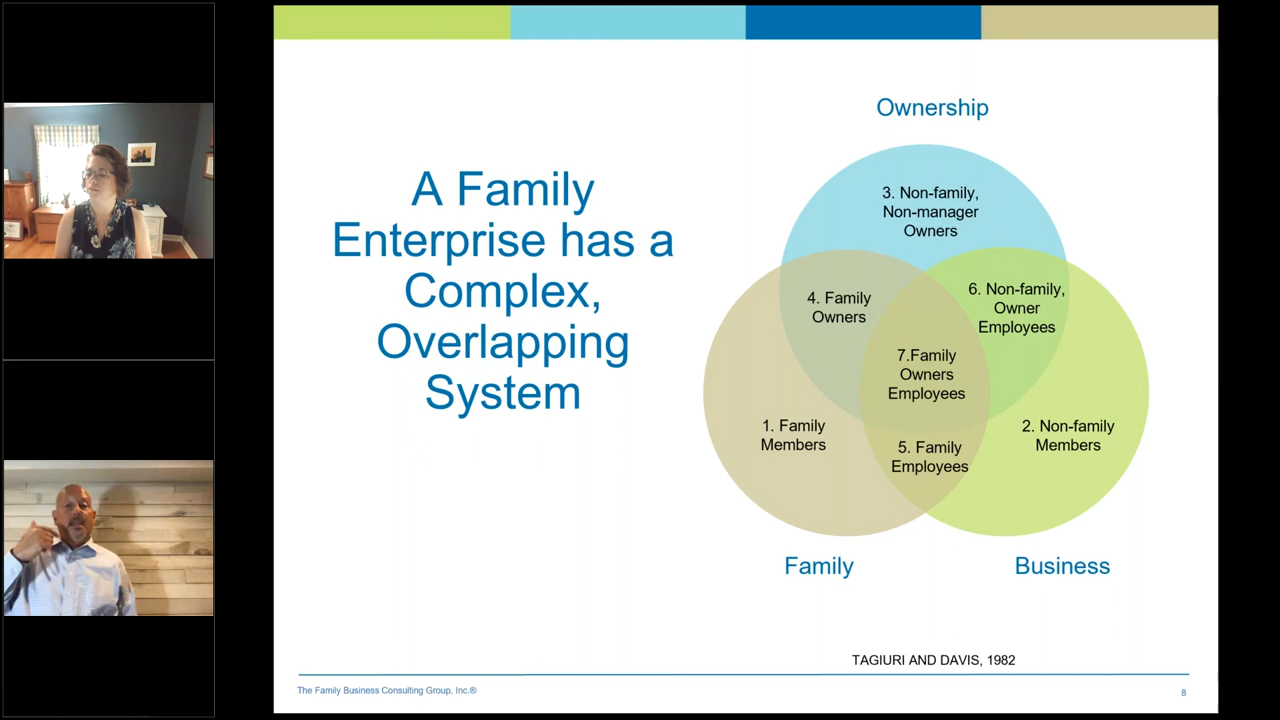 A Family
Enterprise has a
Complex,
Overlapping
System
Ownership
3. Non-family,
Non-manager
Owners
4. Family
Owners
6. Non-family,
Owner
Employees
7.Family
Owners
Employees
1. Family
Members
2. Non-family
Members
5. Family
Employees
Family
Business
TAGIURI AND DAVIS, 1982
The Family Business Consulting Group, Inc.®
8